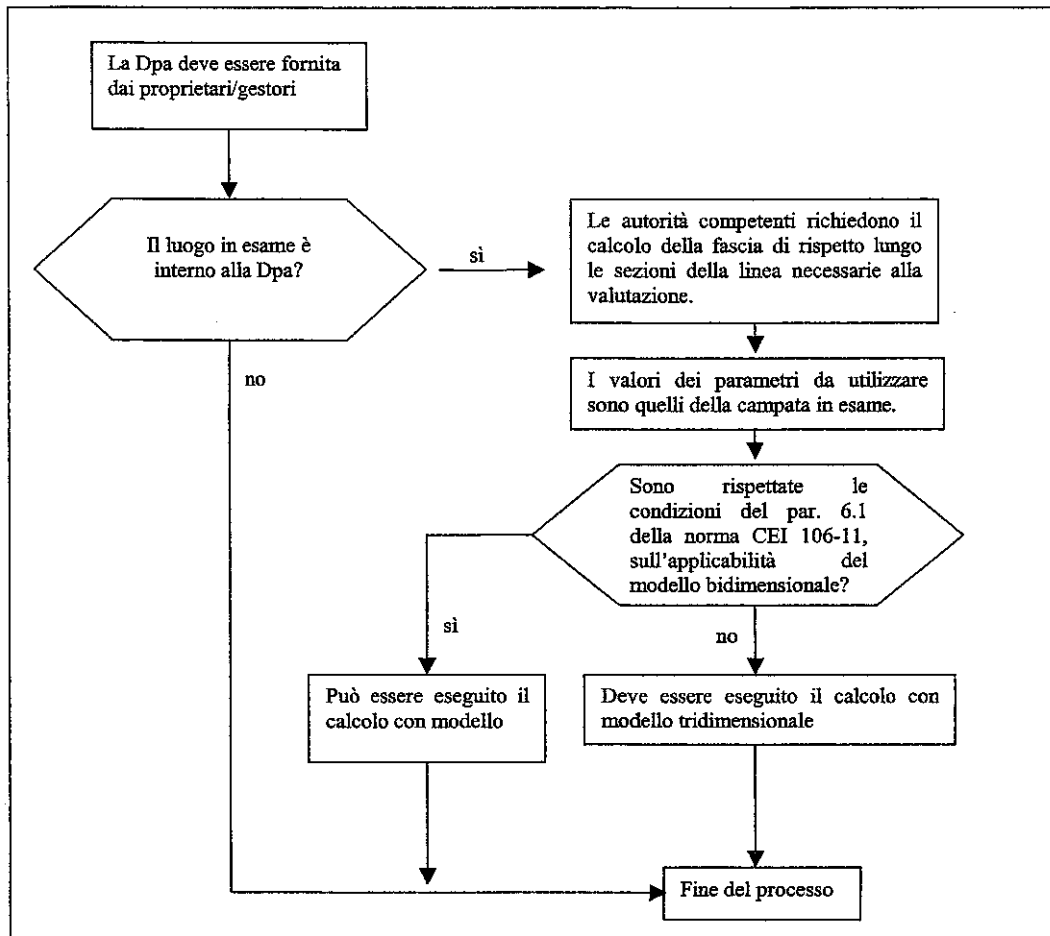 La Dpa deve essere fornita
dai proprietari/gestori
Il luogo in esame è
interno alla Dpa?
sì
Le autorità competenti richiedono il
calcolo della fascia di rispetto lungo
le sezioni della linea necessarie alla
valutazione.
no
I valori dei parametri da utilizzare
sono quelli della campata in esame.
Sono rispettate le
condizioni del par. 6.1
della norma CEI 106-11,
sull'applicabilità del
modello bidimensionale?
sì
no
Può essere eseguito il
calcolo con modello
Deve essere eseguito il calcolo con
modello tridimensionale
Fine del processo